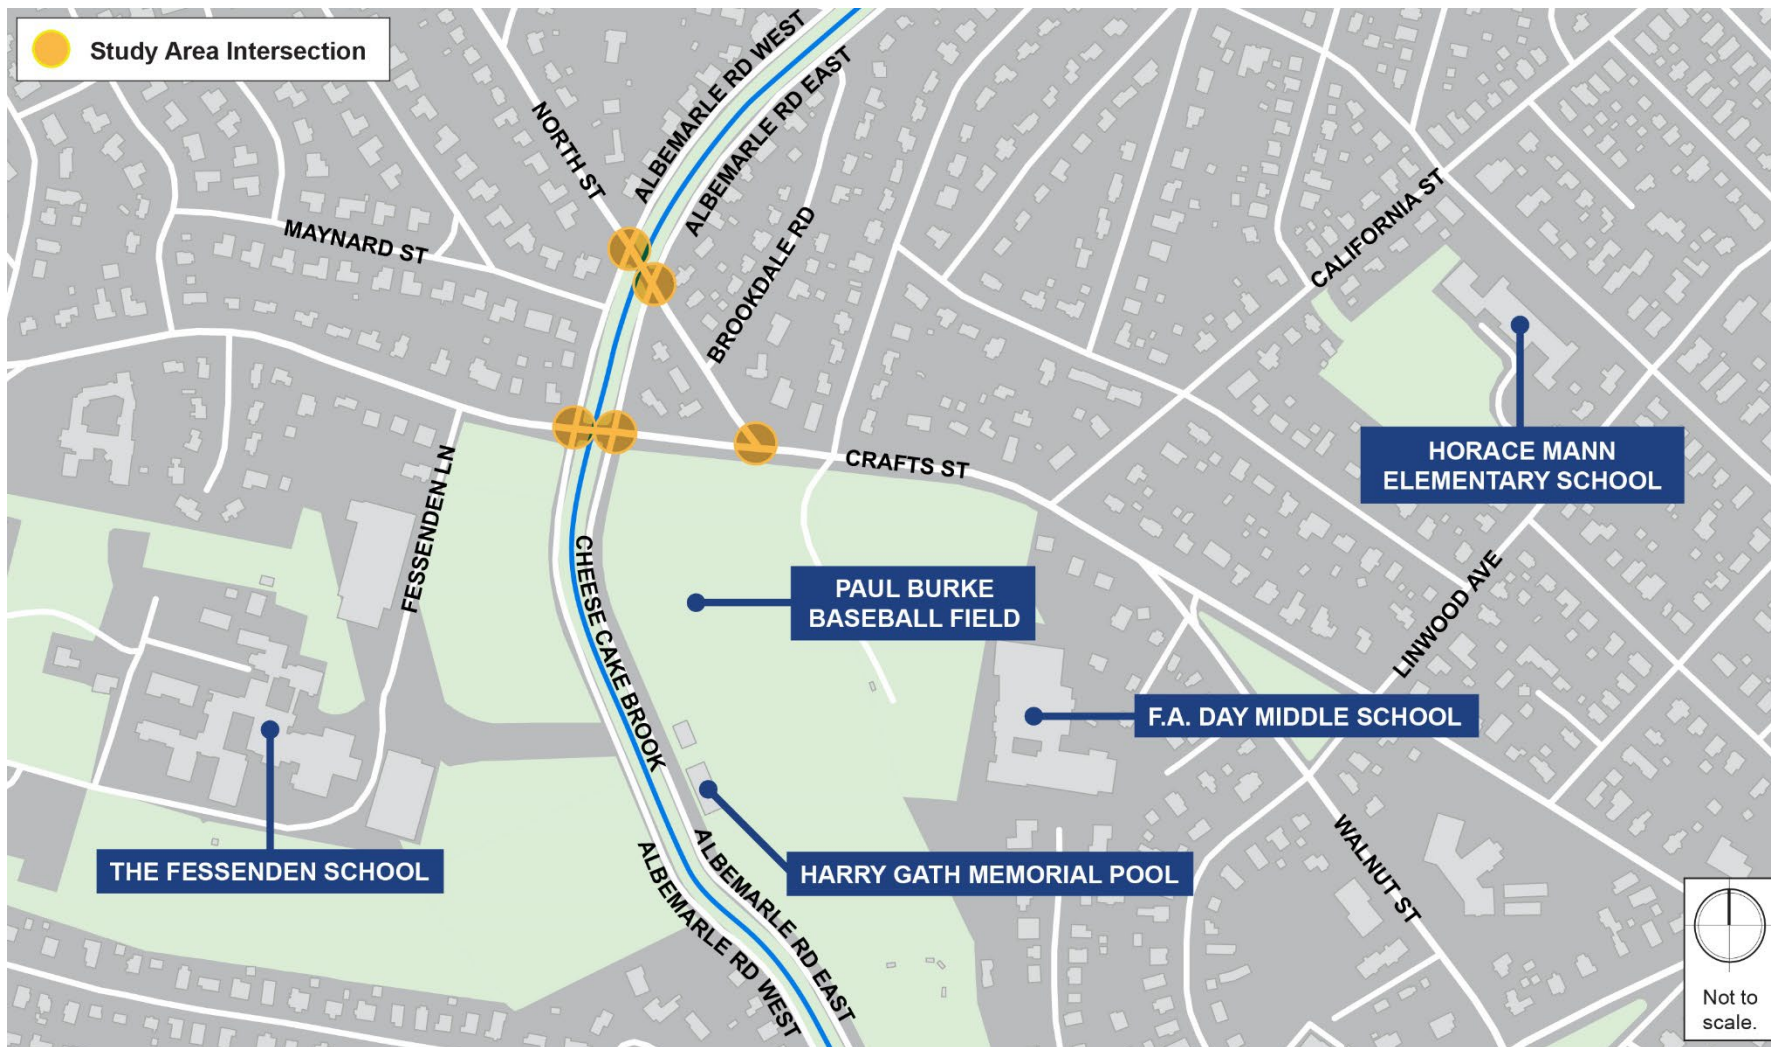 Study Area Intersection
ALBEMARLE RD WEST
ALBEMARLE RD EAST
NORTH ST
MAYNARD ST
BROOKDALE RD
CALIFORNIA ST
HORACE MANN
ELEMENTARY SCHOOL
CRAFTS ST
FESSENDEN LN
CHEESE CAKE BROOK
PAUL BURKE
BASEBALL FIELD
LINWOOD AVE
F.A. DAY MIDDLE SCHOOL
THE FESSENDEN SCHOOL
HARRY GATH MEMORIAL POOL
WALNUT ST
ALBEMARLE RD WEST
ALBEMARLE RD EAST
Not to
scale.